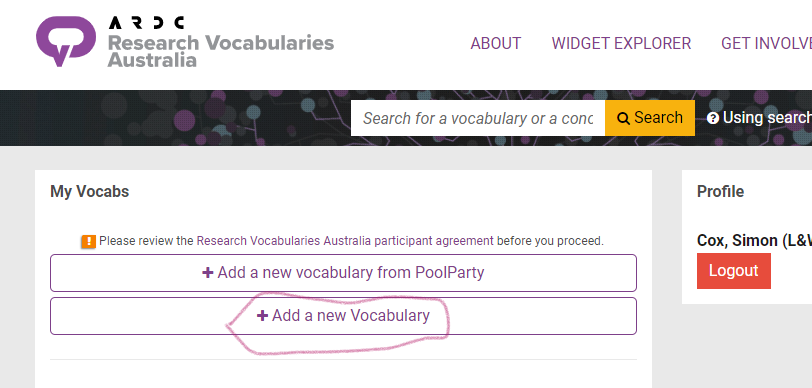 ARDC
Research Vocabularies
Australia
ABOUT WIDGET EXPLORER GET INVOLVE
Search for a vocabulary or a conc Search Using search
My Vocabs
Profile
! Please review the Research Vocabularies Australia participant agreement before you proceed.
Cox, Simon (L&W
+ Add a new vocabulary from PoolParty
Logout
+ Add a new Vocabulary